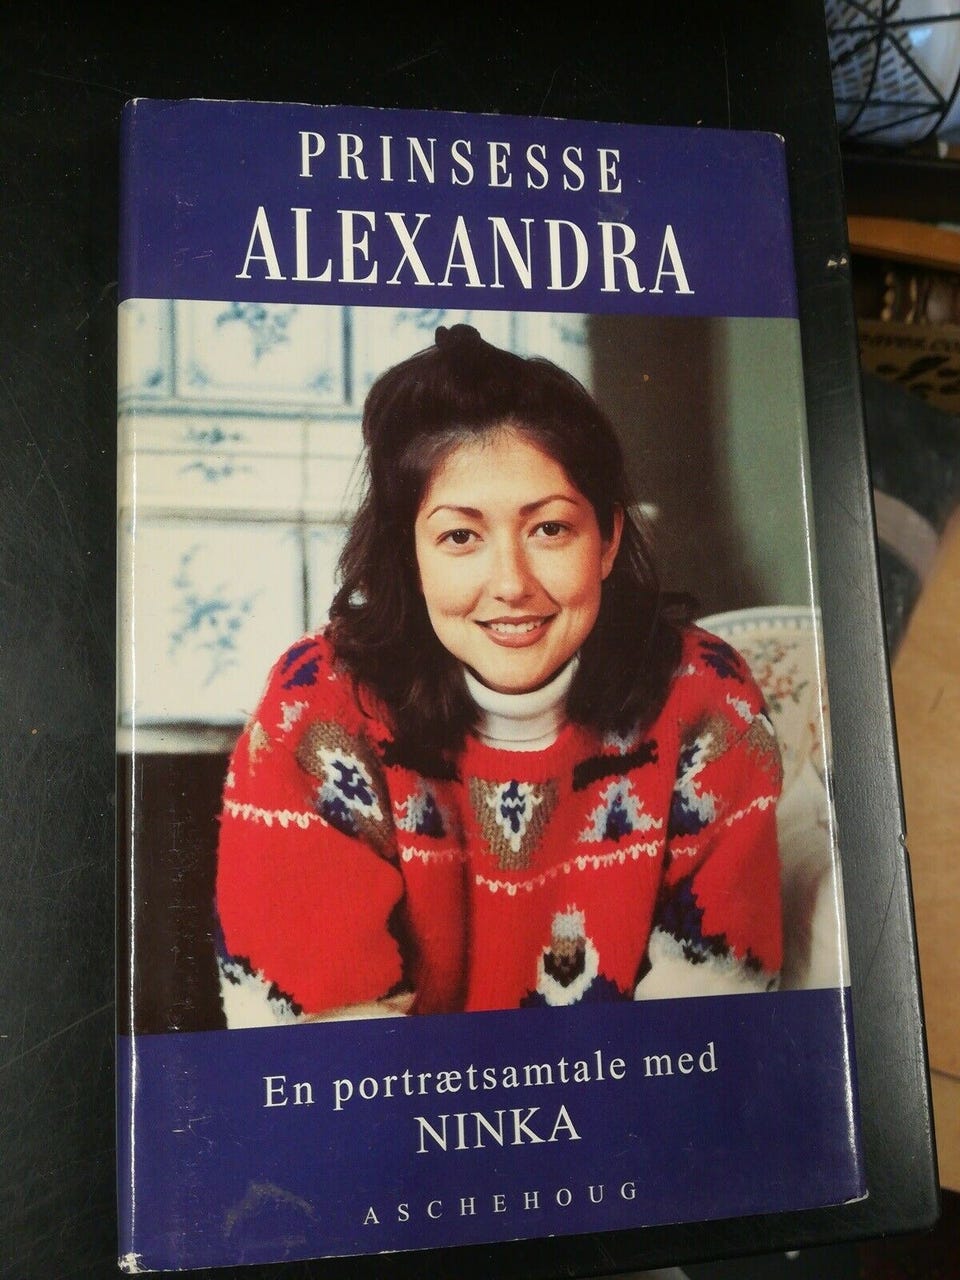 PRINSESSE
ALEXANDRA
En portrætsamtale med
NINKA
ASCHEHOUG